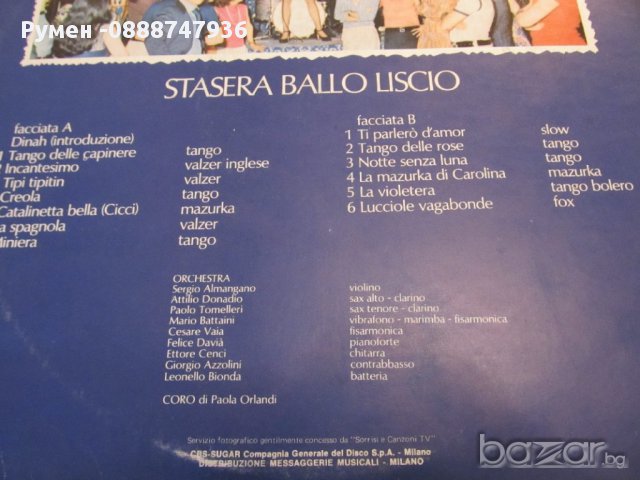 Румен -0888747936
STASERA BALLO LISCIO
facciata A
Dinah (introduzione)
1 Tango delle capinere tango
Incantesimo valzer inglese
Tipi tipitin valzer
Creola tango
Catalinetta bella (Cicci) mazurka
a spagnola valzer
Miniera tango
facciata B
1 Ti parlerò d'amor slow
2 Tango delle rose tango
3 Notte senza luna tango
4 La mazurka di Carolina mazurka
5 La violetera tango bolero
6 Lucciole vagabonde fox
ORCHESTRA
Sergio Almangano violino
Attilio Donadio sax alto - clarino
Paolo Tomelleri sax tenore - clarino
Mario Battaini vibrafono - marimba - fisarmonica
Cesare Vaia fisarmonica
Felice Davià pianoforte
Ettore Cenci chitarra
Giorgio Azzolini contrabbasso
Leonello Bionda batteria
CORO di Paola Orlandi
Servizio fotografico gentilmente concesso da "Sorrisi e Canzoni TV"
CBS-SUGAR Compagnia Generale del Disco S.p.A. - Milano
DISTRIBUZIONE MESSAGGERIE MUSICALI - MILANO
bazar.bg